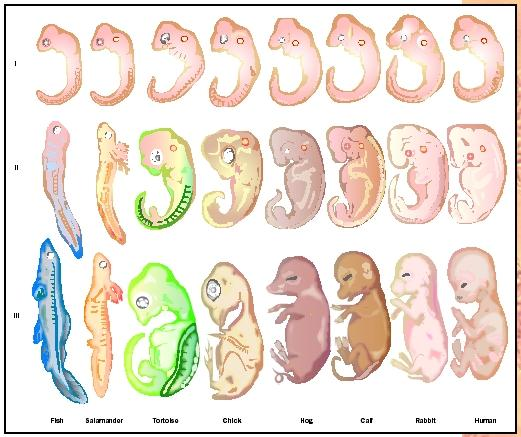 I
II
III
Fish Salamander Tortoise Chick Hog Calf Rabbit Human